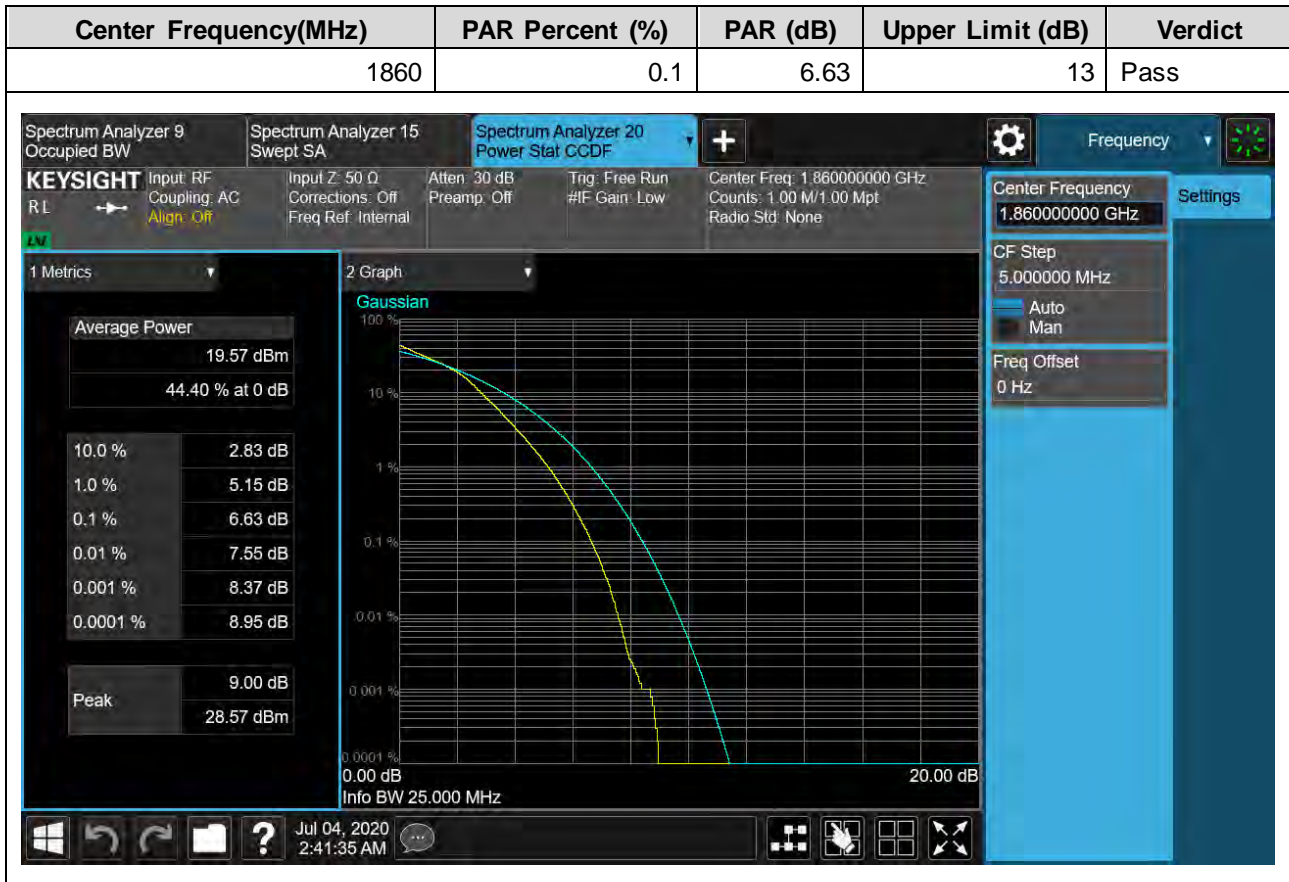 Center Frequency(MHz) PAR Percent (%) PAR (dB) Upper Limit (dB) Verdict
1860 0.1 6.63 13 Pass
Spectrum Analyzer 9 Spectrum Analyzer 15 Spectrum Analyzer 20 Frequency
Occupied BW Swept SA Power Stat CCDF
KEYSIGHT Input: RF Input Z: 50 Ω Atten: 30 dB Trig: Free Run Center Freq: 1.860000000 GHz
RL Coupling: AC Corrections: Off Preamp: Off #IF Gain: Low Counts: 1.00 M/1.00 Mpt
Align: Off Freq Ref: Internal Radio Std: None
LNI
Center Frequency Settings
1.860000000 GHz
CF Step
5.000000 MHz
Auto
Man
Freq Offset
0 Hz
1 Metrics
Average Power
19.57 dBm
44.40 % at 0 dB
10.0 % 2.83 dB
1.0 % 5.15 dB
0.1 % 6.63 dB
0.01 % 7.55 dB
0.001 % 8.37 dB
0.0001 % 8.95 dB
Peak 9.00 dB
28.57 dBm
2 Graph
Gaussian
100 %
10 %
1 %
0.1 %
0.01 %
0.001 %
0.0001 %
0.00 dB 20.00 dB
Info BW 25.000 MHz
? Jul 04, 2020
2:41:35 AM